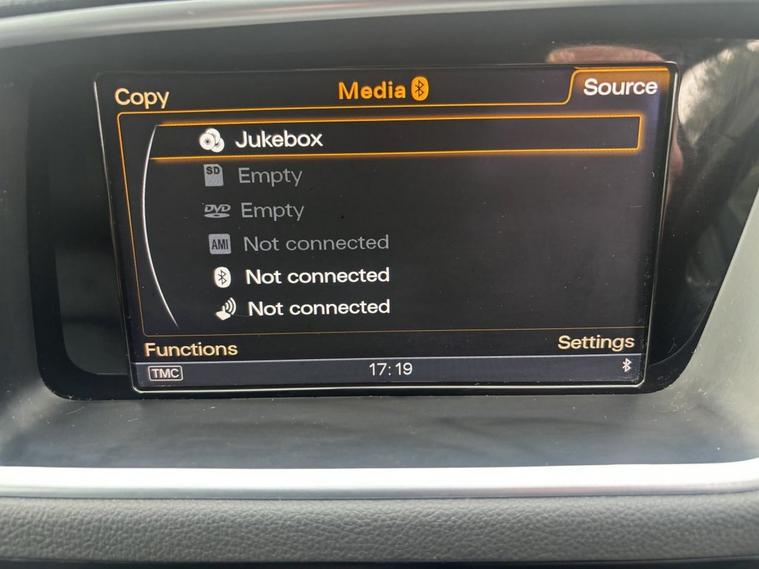 Copy
Media
Source
Jukebox
SD Empty
DVD Empty
AMI Not connected
Not connected
Not connected
Functions
Settings
TMC
17:19